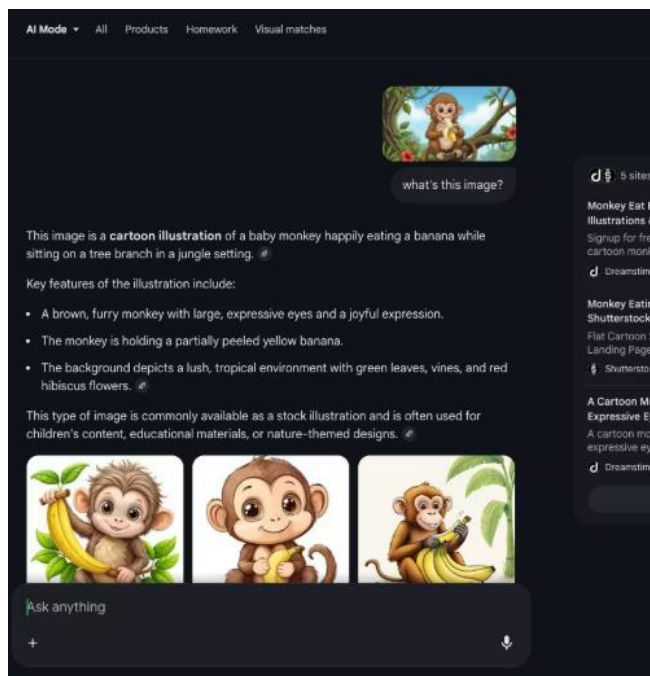 AI Mode All Products Homework Visual matches
what's this image?
This image is a cartoon illustration of a baby monkey happily eating a banana while
sitting on a tree branch in a jungle setting.
Key features of the illustration include:
• A brown, furry monkey with large, expressive eyes and a joyful expression.
• The monkey is holding a partially peeled yellow banana.
• The background depicts a lush, tropical environment with green leaves, vines, and red
hibiscus flowers.
This type of image is commonly available as a stock illustration and is often used for
children's content, educational materials, or nature-themed designs.
Ask anything
5 sites
Monkey Eat
Illustrations &
Signup for fre
cartoon monk
Dreamstim
Monkey Eatin
Shutterstock
Flat Cartoon
Landing Page
Shuttersto
A Cartoon M
Expressive E
A cartoon mo
expressive ey
Dreamstim